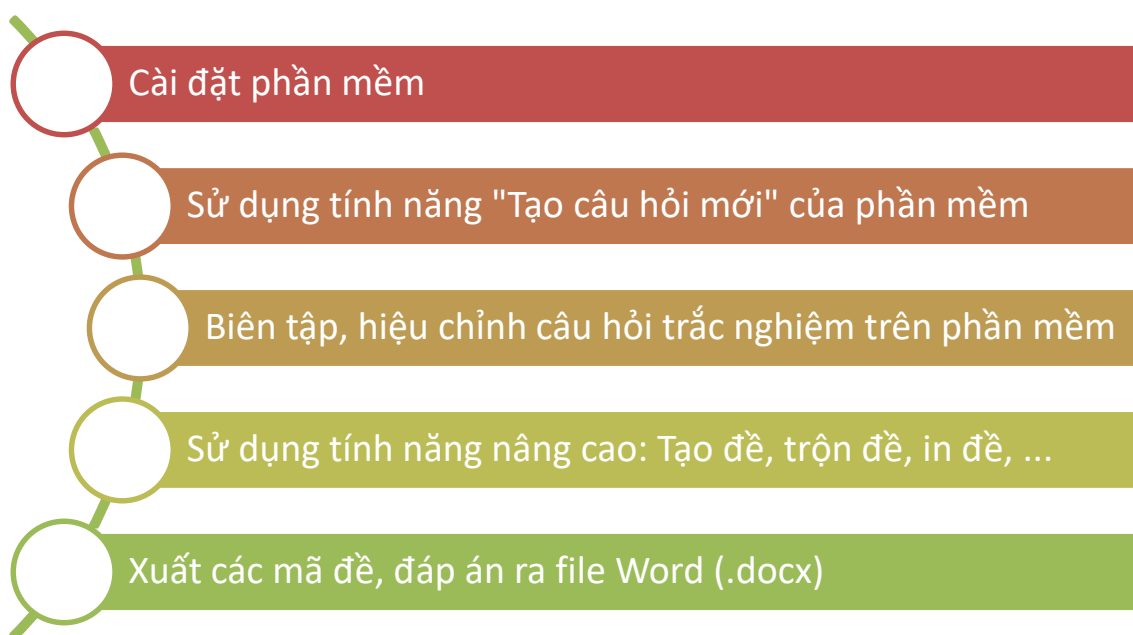 Cài đặt phần mềm
Sử dụng tính năng "Tạo câu hỏi mới" của phần mềm
Biên tập, hiệu chỉnh câu hỏi trắc nghiệm trên phần mềm
Sử dụng tính năng nâng cao: Tạo đề, trộn đề, in đề, ...
Xuất các mã đề, đáp án ra file Word (.docx)